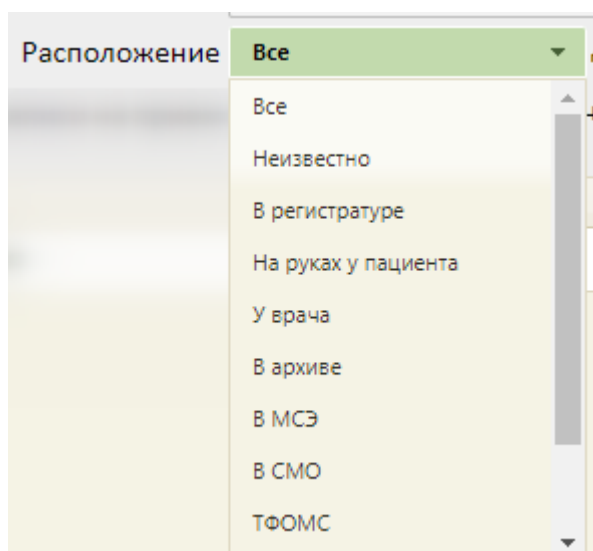 Расположение Все
Все
Неизвестно
В регистратуре
На руках у пациента
У врача
В архиве
В МСЭ
В СМО
ТФОМС